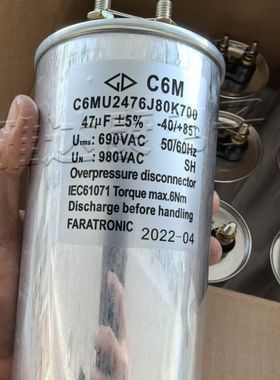 C6M
C6MU2476J80K700
47μF ±5% -40/+85℃
Urms: 690VAC 50/60Hz
UN : 980VAC SH
Overpressure disconnector
IEC61071 Torque max.6Nm
Discharge before handling
FARATRONIC 2022-04